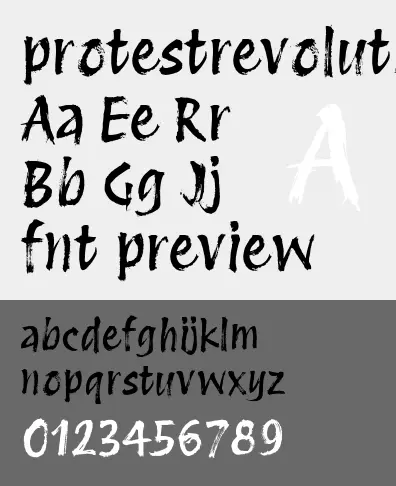 protestrevolut
Aa Ee Rr
A
Bb Gg Jj
fnt preview
abcdefghijklm
nopqrstuvwxyz
0123456789